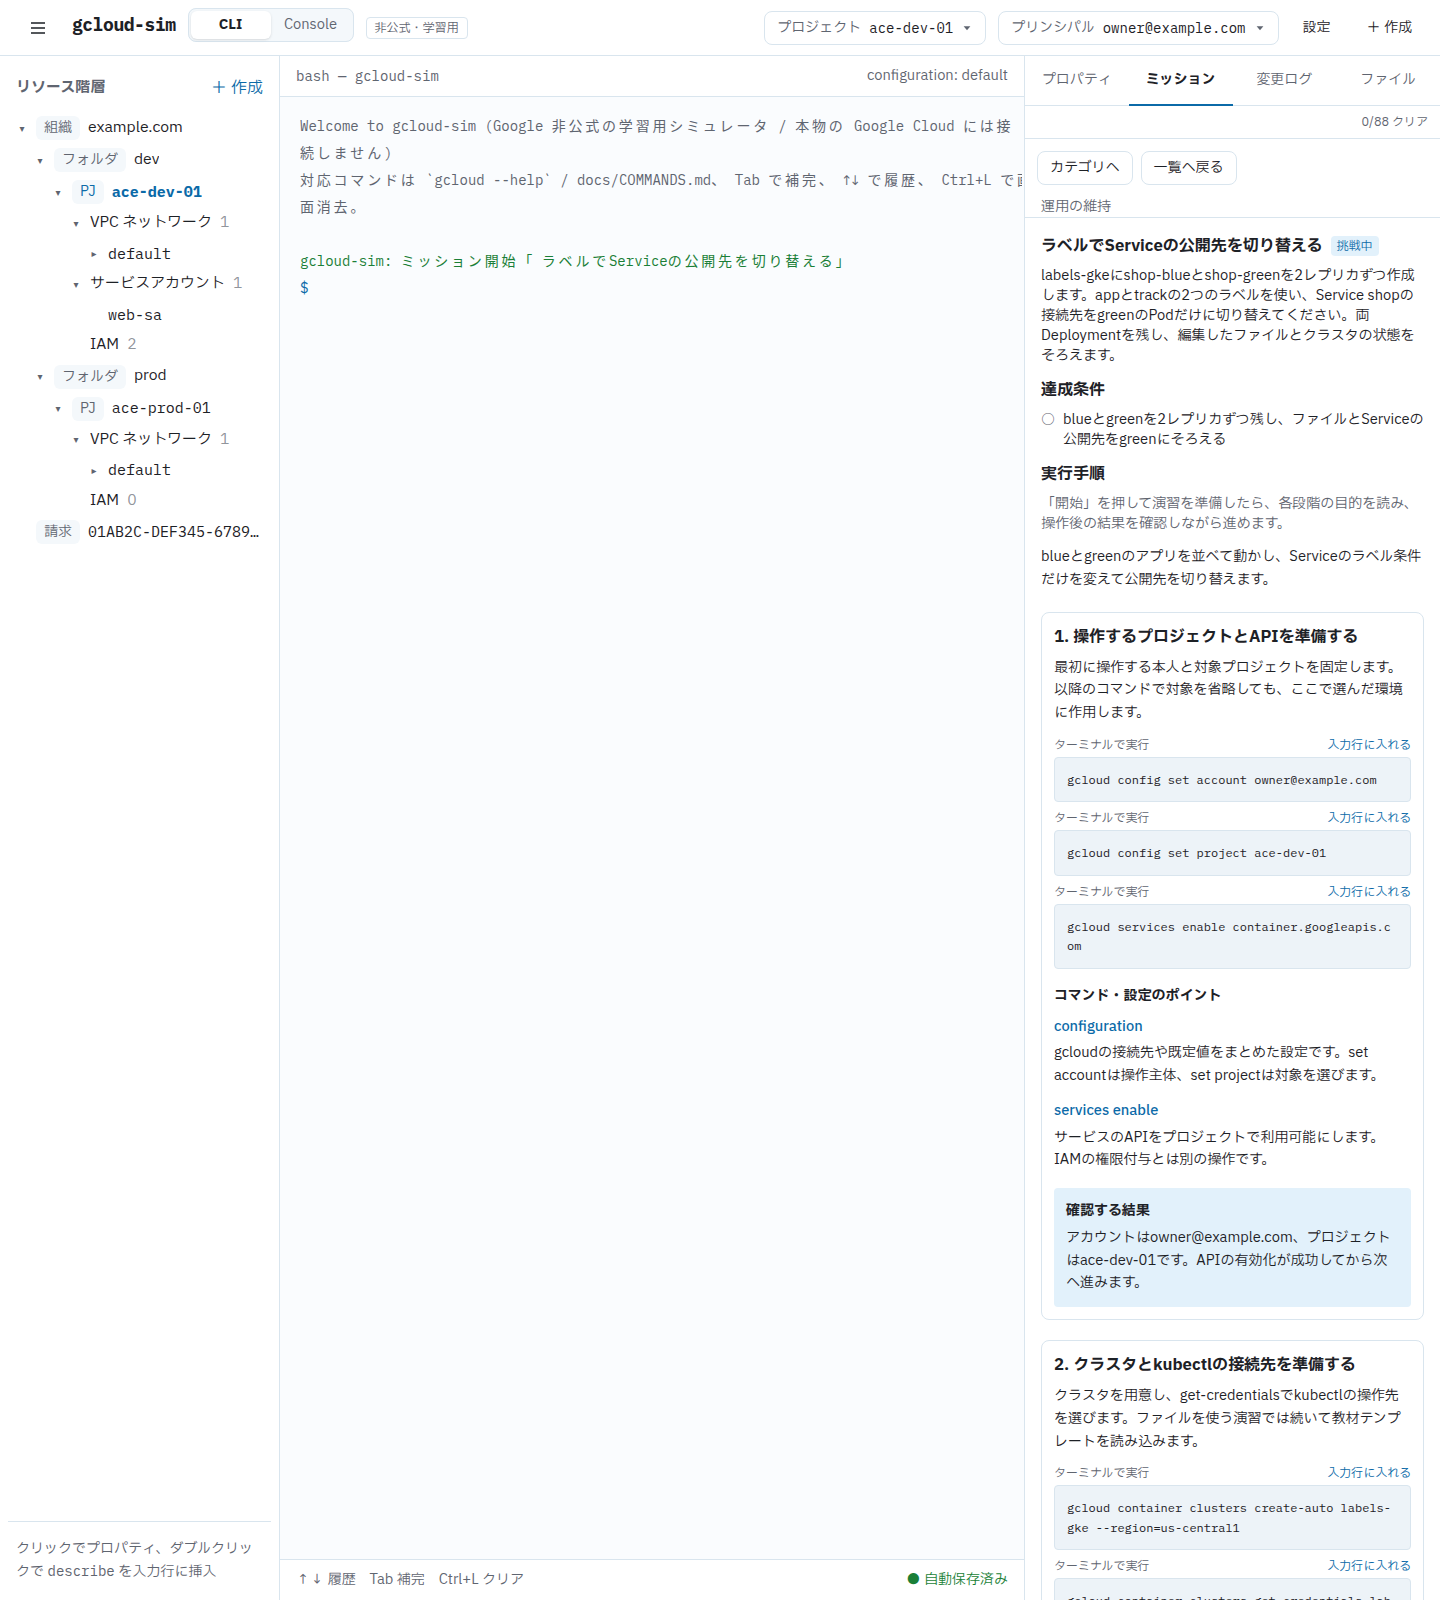 gcloud-sim CLI Console 非公式・学習用 プロジェクト ace-dev-01 プリンシパル owner@example.com 設定 + 作成
リソース階層 + 作成
組織 example.com
フォルダ dev
PJ ace-dev-01
VPC ネットワーク 1
default
サービスアカウント 1
web-sa
IAM 2
フォルダ prod
PJ ace-prod-01
VPC ネットワーク 1
default
IAM 0
請求 01AB2C-DEF345-6789…
クリックでプロパティ、ダブルクリッ
クで describe を入力行に挿入
bash — gcloud-sim configuration: default
Welcome to gcloud-sim (Google 非公式の学習用シミュレータ / 本物の Google Cloud には接
続しません)
対応コマンドは `gcloud --help` / docs/COMMANDS.md、 Tab で補完、 ↑↓ で履歴、 Ctrl+L で画
面消去。
gcloud-sim: ミッション開始「 ラベルでServiceの公開先を切り替える」
$
↑↓ 履歴 Tab 補完 Ctrl+L クリア ● 自動保存済み
プロパティ ミッション 変更ログ ファイル
0/88 クリア
カテゴリへ 一覧へ戻る
運用の維持
ラベルでServiceの公開先を切り替える 挑戦中
labels-gkeにshop-blueとshop-greenを2レプリカずつ作成
します。appとtrackの2つのラベルを使い、Service shopの
接続先をgreenのPodだけに切り替えてください。両
Deploymentを残し、編集したファイルとクラスタの状態を
そろえます。
達成条件
○ blueとgreenを2レプリカずつ残し、ファイルとServiceの
公開先をgreenにそろえる
実行手順
「開始」を押して演習を準備したら、各段階の目的を読み、
操作後の結果を確認しながら進めます。
blueとgreenのアプリを並べて動かし、Serviceのラベル条件
だけを変えて公開先を切り替えます。
1. 操作するプロジェクトとAPIを準備する
最初に操作する本人と対象プロジェクトを固定します。
以降のコマンドで対象を省略しても、ここで選んだ環境
に作用します。
ターミナルで実行 入力行に入れる
gcloud config set account owner@example.com
ターミナルで実行 入力行に入れる
gcloud config set project ace-dev-01
ターミナルで実行 入力行に入れる
gcloud services enable container.googleapis.c
om
コマンド・設定のポイント
configuration
gcloudの接続先や既定値をまとめた設定です。set
accountは操作主体、set projectは対象を選びます。
services enable
サービスのAPIをプロジェクトで利用可能にします。
IAMの権限付与とは別の操作です。
確認する結果
アカウントはowner@example.com、プロジェクト
はace-dev-01です。APIの有効化が成功してから次
へ進みます。
2. クラスタとkubectlの接続先を準備する
クラスタを用意し、get-credentialsでkubectlの操作先
を選びます。ファイルを使う演習では続いて教材テンプ
レートを読み込みます。
ターミナルで実行 入力行に入れる
gcloud container clusters create-auto labels-
gke --region=us-central1
ターミナルで実行 入力行に入れる
gcloud container clusters get-credentials lab-